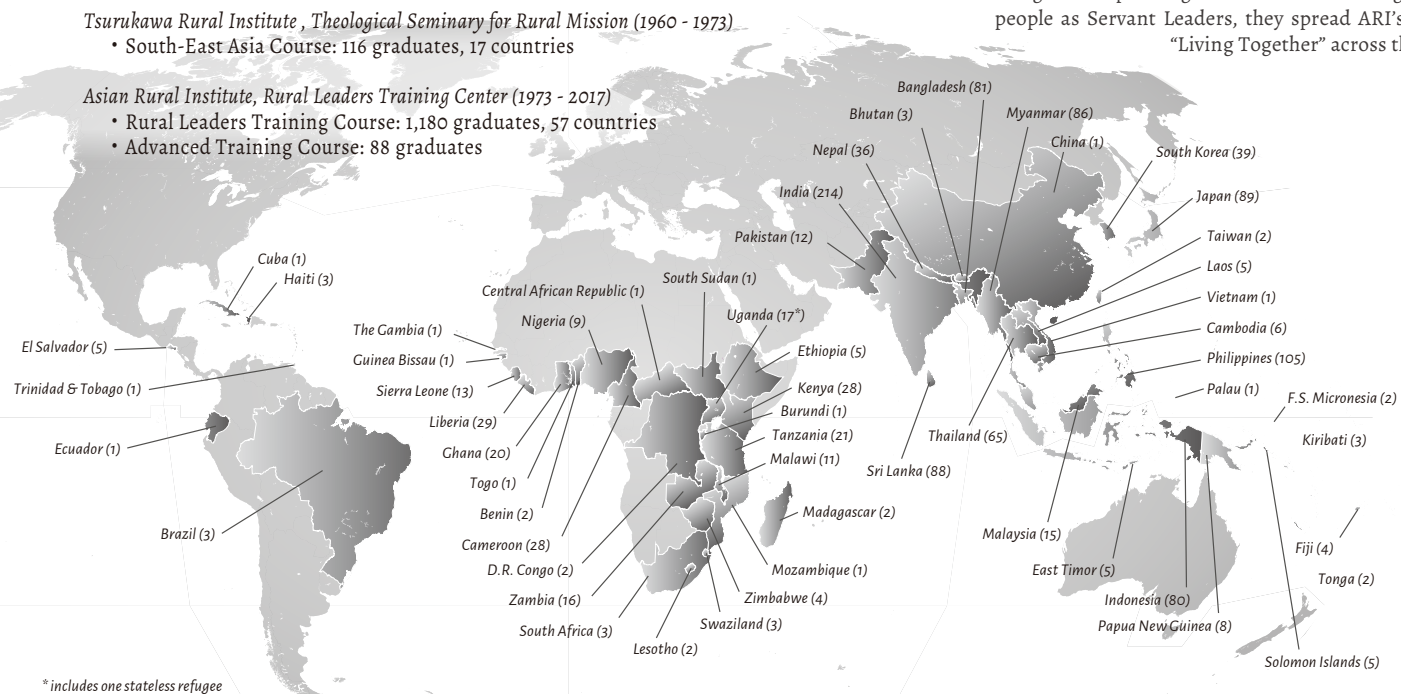 Tsurukawa Rural Institute , Theological Seminary for Rural Mission (1960 - 1973)
• South-East Asia Course: 116 graduates, 17 countries
people as Servant Leaders, they spread ARI's
"Living Together" across
Asian Rural Institute, Rural Leaders Training Center (1973 - 2017)
• Rural Leaders Training Course: 1,180 graduates, 57 countries
• Advanced Training Course: 88 graduates
Bangladesh (81)
Bhutan (3)
Myanmar (86)
China (1)
Nepal (36)
South Korea (39)
India (214)
Japan (89)
Pakistan (12)
Taiwan (2)
Cuba (1)
Laos (5)
Haiti (3)
South Sudan (1)
Central African Republic (1)
Vietnam (1)
Nigeria (9)
Uganda (17*)
The Gambia (1)
Cambodia (6)
El Salvador (5)
Guinea Bissau (1)
Ethiopia (5)
Philippines (105)
Trinidad & Tobago (1)
Sierra Leone (13)
Kenya (28)
Palau (1)
F.S. Micronesia (2)
Burundi (1)
Liberia (29)
Tanzania (21)
Thailand (65)
Kiribati (3)
Ecuador (1)
Ghana (20)
Malawi (11)
Sri Lanka (88)
Togo (1)
Benin (2)
Madagascar (2)
Brazil (3)
Malaysia (15)
Cameroon (28)
Fiji (4)
D.R. Congo (2)
Mozambique (1)
East Timor (5)
Tonga (2)
Zambia (16)
Zimbabwe (4)
Indonesia (80)
Swaziland (3)
Papua New Guinea (8)
South Africa (3)
Lesotho (2)
Solomon Islands (5)
* includes one stateless refugee